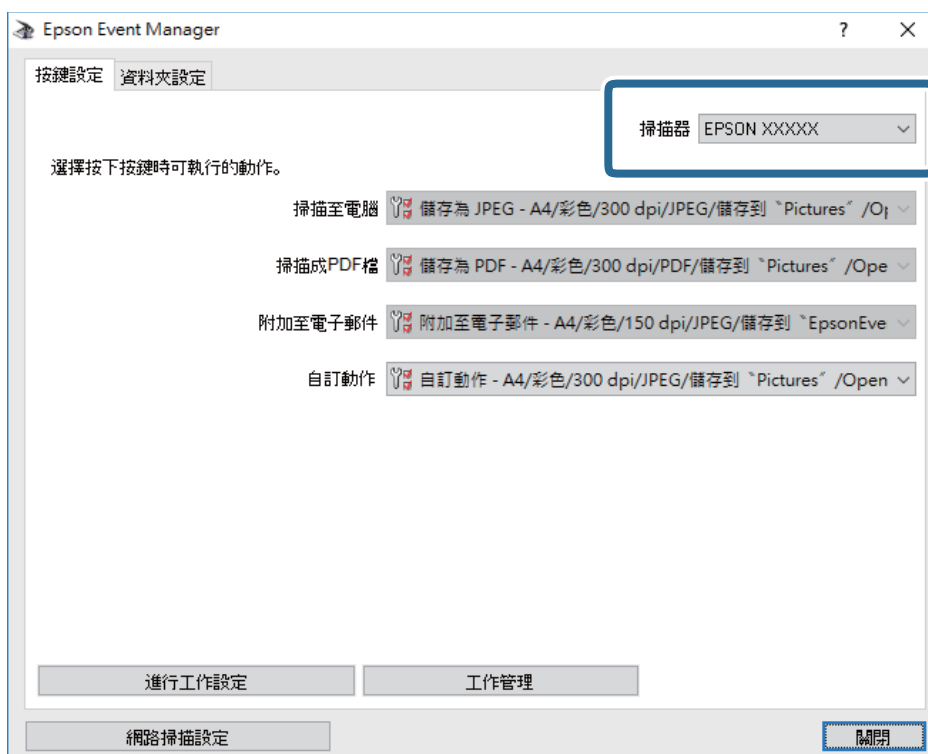 Epson Event Manager ?
按鍵設定 資料夾設定
掃描器 EPSON XXXXX
選擇按下按鍵時可執行的動作。
掃描至電腦 儲存為 JPEG - A4/彩色/300 dpi/JPEG/儲存到〝Pictures〞/Op
掃描成PDF檔 儲存為 PDF - A4/彩色/300 dpi/PDF/儲存到〝Pictures〞/Ope
附加至電子郵件 附加至電子郵件 - A4/彩色/150 dpi/JPEG/儲存到〝EpsonEve
自訂動作 自訂動作 - A4/彩色/300 dpi/JPEG/儲存到〝Pictures〞/Open
進行工作設定 工作管理
網路掃描設定 關閉